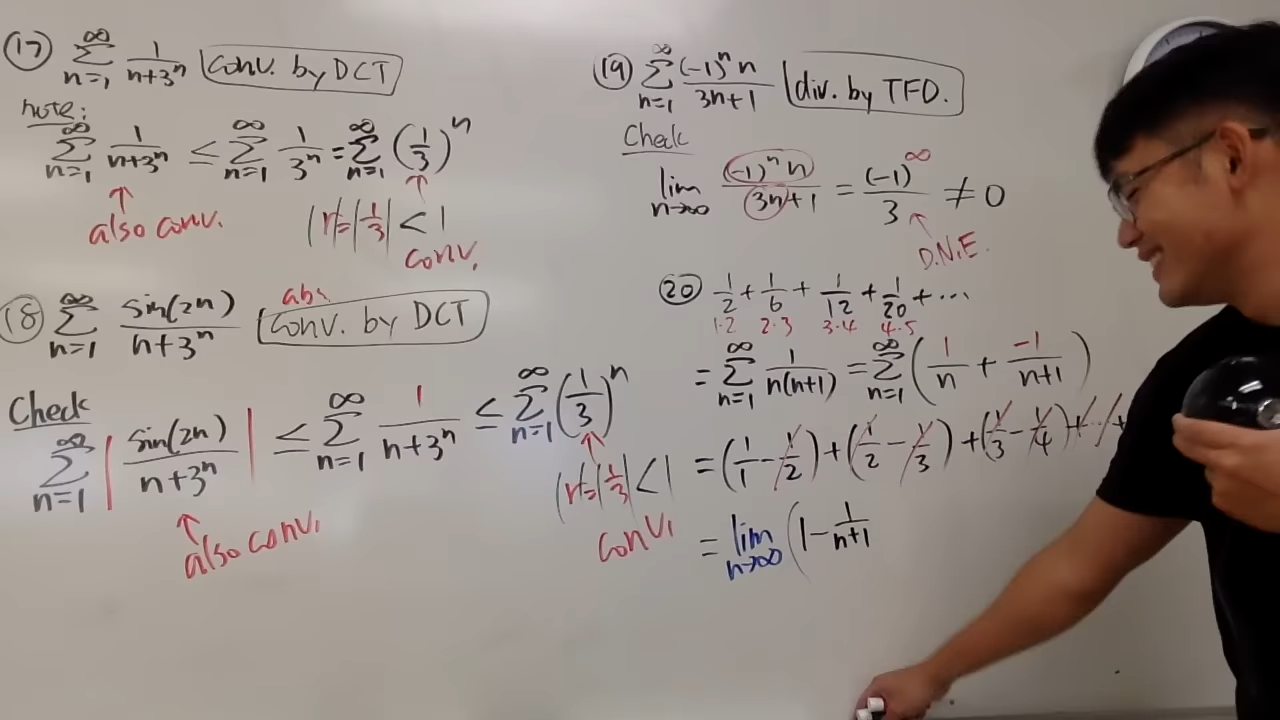 (17) ∑_{n=1}^{∞} 1/(n+3^n) conv. by DCT
note:
∑_{n=1}^{∞} 1/(n+3^n) ≤ ∑_{n=1}^{∞} 1/3^n = ∑_{n=1}^{∞} (1/3)^n
↑ also conv.
↑ |r|=|1/3| < 1
conv.
(18) ∑_{n=1}^{∞} sin(2n)/(n+3^n) abs. conv. by DCT
Check
∑_{n=1}^{∞} |sin(2n)/(n+3^n)| ≤ ∑_{n=1}^{∞} 1/(n+3^n) ≤ ∑_{n=1}^{∞} (1/3)^n
↑ also conv.
↑ |r|=|1/3| < 1
conv.
(19) ∑_{n=1}^{∞} (-1)^n n/(3n+1) div. by TFD.
Check
lim_{n→∞} (-1)^n n/(3n+1) = (-1)^∞/3 ≠ 0
↖ D.N.E.
(20) 1/2 + 1/6 + 1/12 + 1/20 + ...
1·2 2·3 3·4 4·5
= ∑_{n=1}^{∞} 1/(n(n+1)) = ∑_{n=1}^{∞} (1/n + -1/(n+1))
= (1/1 - 1/2) + (1/2 - 1/3) + (1/3 - 1/4) + ... +
= lim_{n→∞} (1 - 1/(n+1)